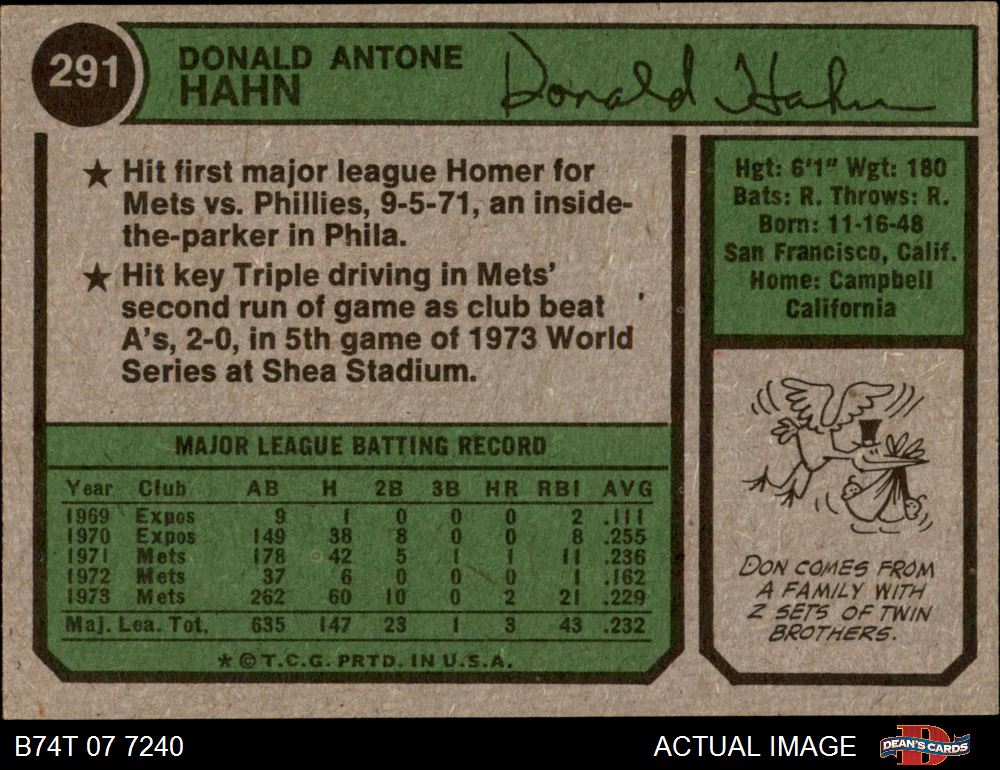 291
DONALD ANTONE
HAHN
Donald Hahn
★ Hit first major league Homer for
Mets vs. Phillies, 9-5-71, an inside-
the-parker in Phila.
★ Hit key Triple driving in Mets'
second run of game as club beat
A's, 2-0, in 5th game of 1973 World
Series at Shea Stadium.
Hgt: 6'1" Wgt: 180
Bats: R. Throws: R.
Born: 11-16-48
San Francisco, Calif.
Home: Campbell
California
MAJOR LEAGUE BATTING RECORD
Year Club AB H 2B 3B HR RBI AVG
1969 Expos 9 1 0 0 0 2 .111
1970 Expos 149 38 8 0 0 8 .255
1971 Mets 178 42 5 1 1 11 .236
1972 Mets 37 6 0 0 0 1 .162
1973 Mets 262 60 10 0 2 21 .229
Maj. Lea. Tot. 635 147 23 1 3 43 .232
★ © T.C.G. PRTD. IN U.S.A.
DON COMES FROM
A FAMILY WITH
2 SETS OF TWIN
BROTHERS.
B74T 07 7240
ACTUAL IMAGE
D
DEAN'S CARDS